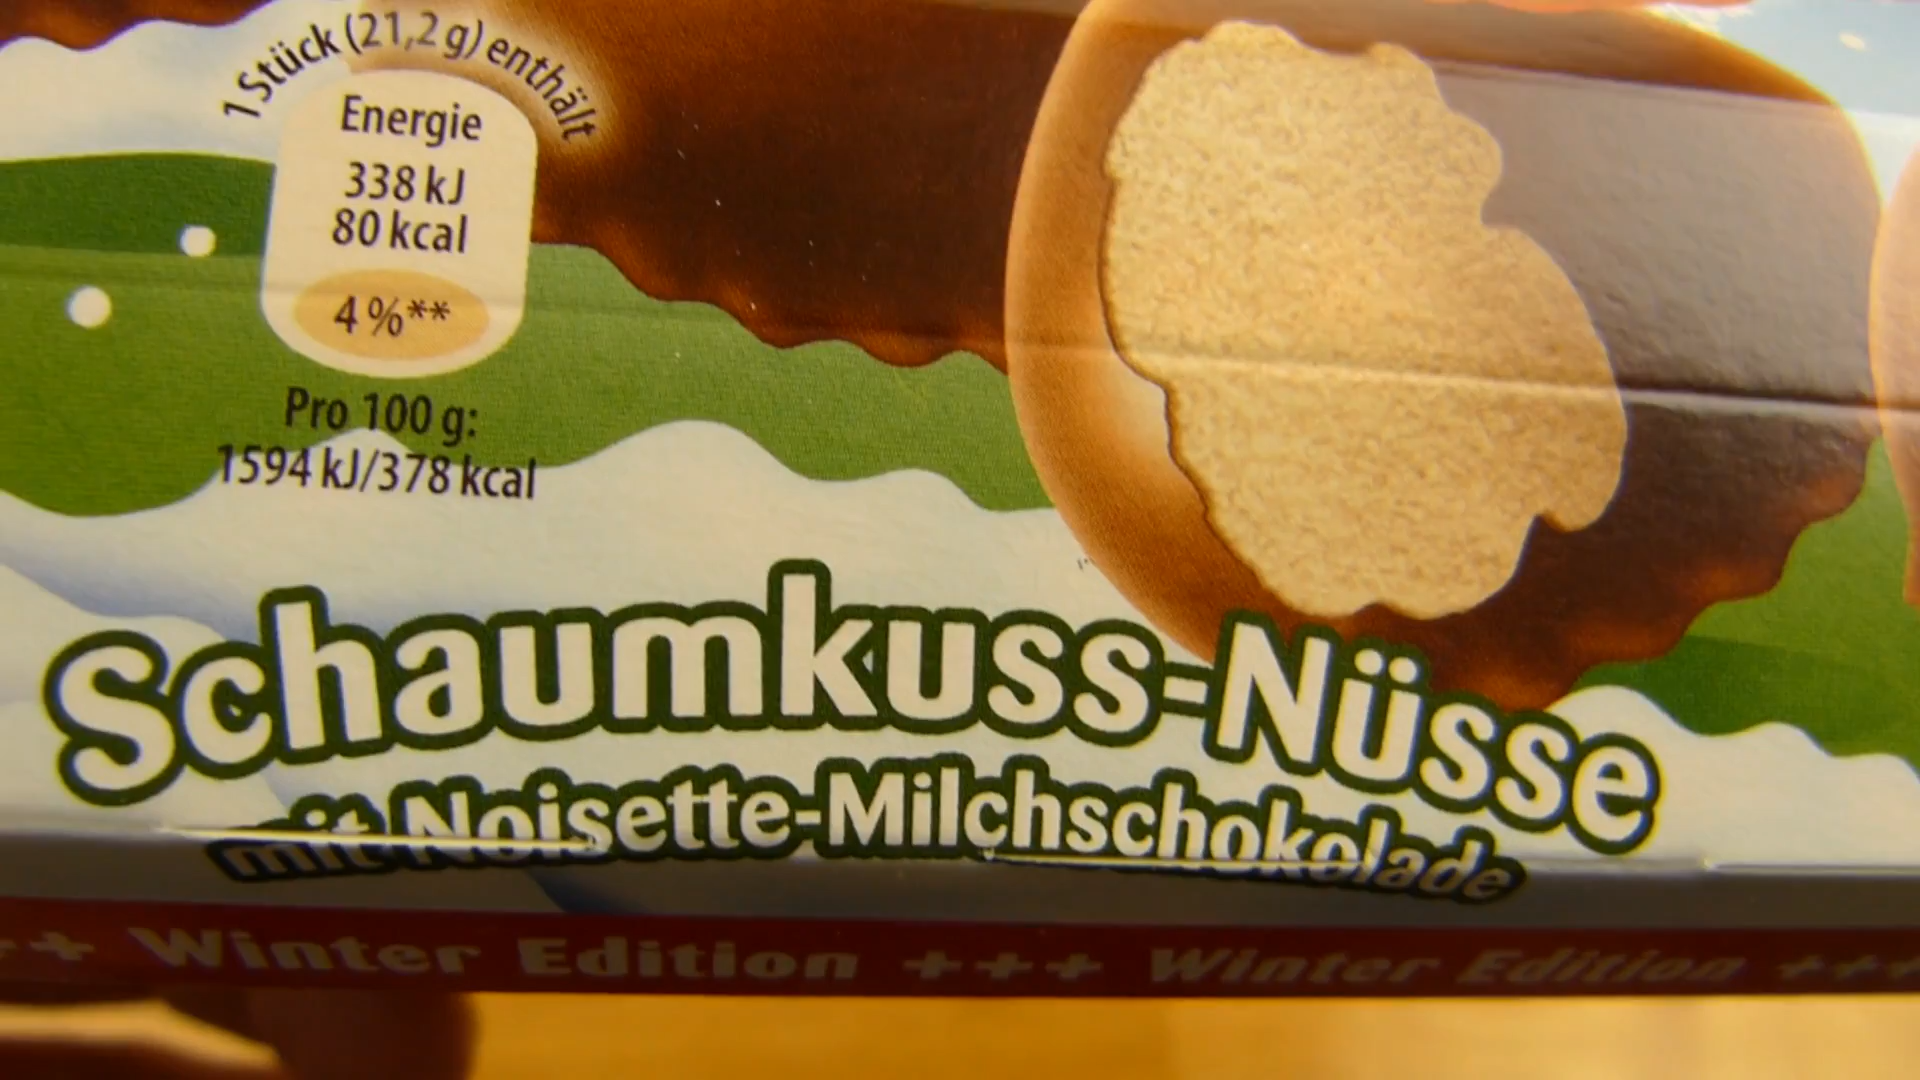 1 Stück (21,2 g) enthält
Energie
338 kJ
80 kcal
4 %**
Pro 100 g:
1594 kJ/378 kcal
Schaumkuss-Nüsse
mit Noisette-Milchschokolade
++ Winter Edition +++ Winter Edition +++